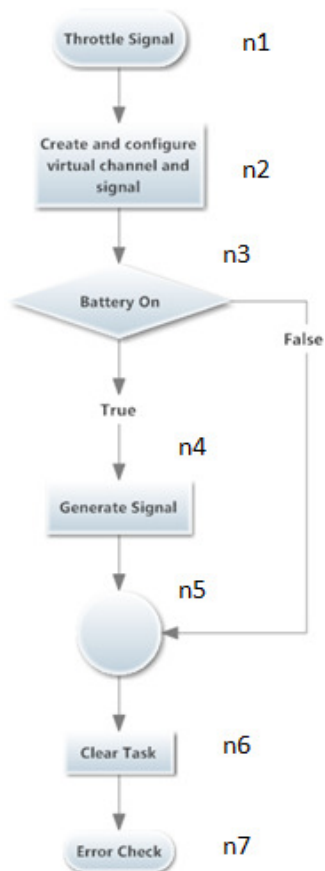 Throttle Signal
n1
Create and configure
virtual channel and
signal
n2
n3
Battery On
False
True
n4
Generate Signal
n5
Clear Task
n6
Error Check
n7